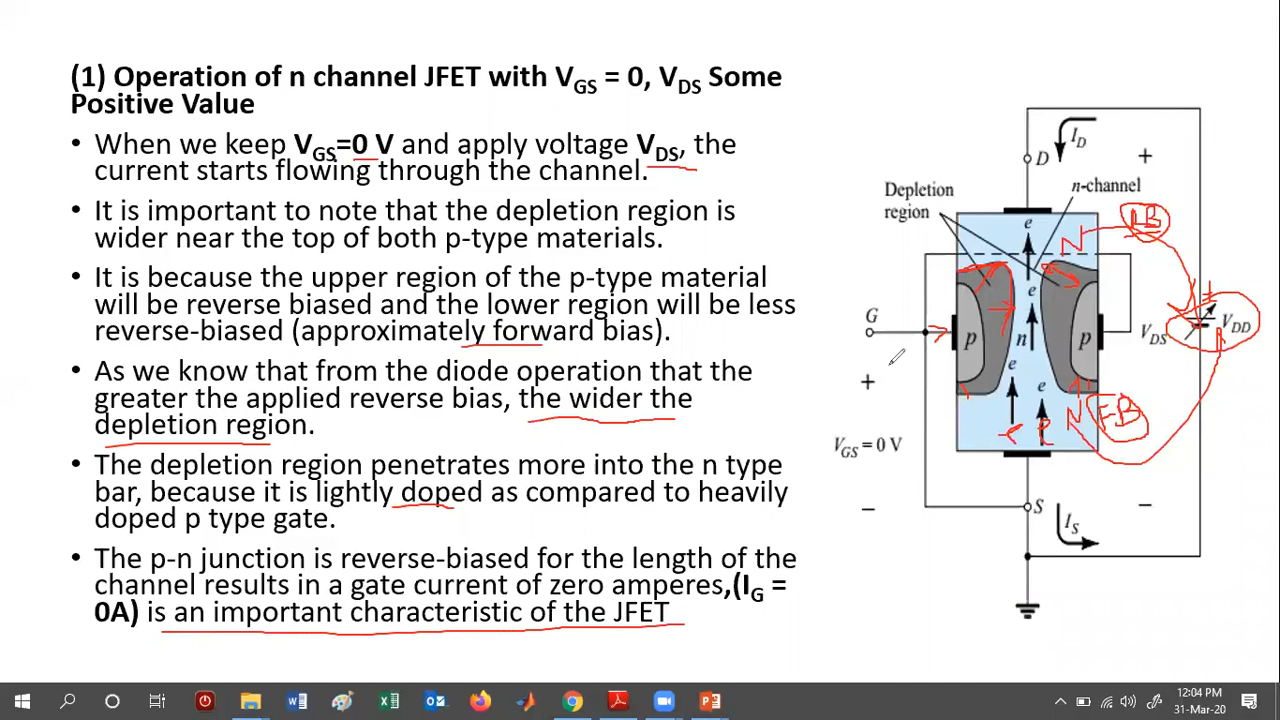 (1) Operation of n channel JFET with VGS = 0, VDS Some
Positive Value
• When we keep VGS=0 V and apply voltage VDS, the
current starts flowing through the channel.
• It is important to note that the depletion region is
wider near the top of both p-type materials.
• It is because the upper region of the p-type material
will be reverse biased and the lower region will be less
reverse-biased (approximately forward bias).
• As we know that from the diode operation that the
greater the applied reverse bias, the wider the
depletion region.
• The depletion region penetrates more into the n type
bar, because it is lightly doped as compared to heavily
doped p type gate.
• The p-n junction is reverse-biased for the length of the
channel results in a gate current of zero amperes,(IG =
0A) is an important characteristic of the JFET
ID
D
+
Depletion
region
n-channel
e
N
e
G
p
n
p
VDS
VDD
+
e
e
N
FB
VGS = 0 V
–
S
IS
–
12:04 PM
31-Mar-20